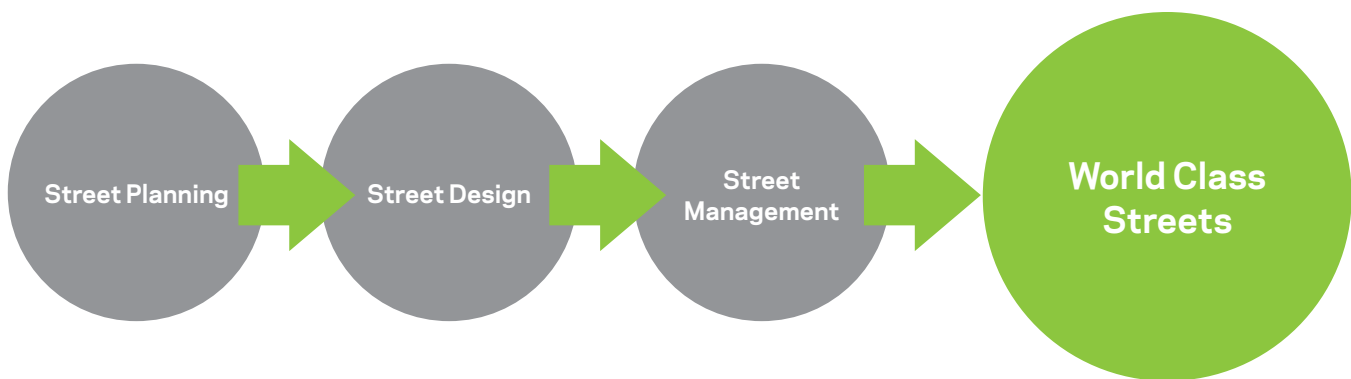 Street Planning
Street Design
Street
Management
World Class
Streets